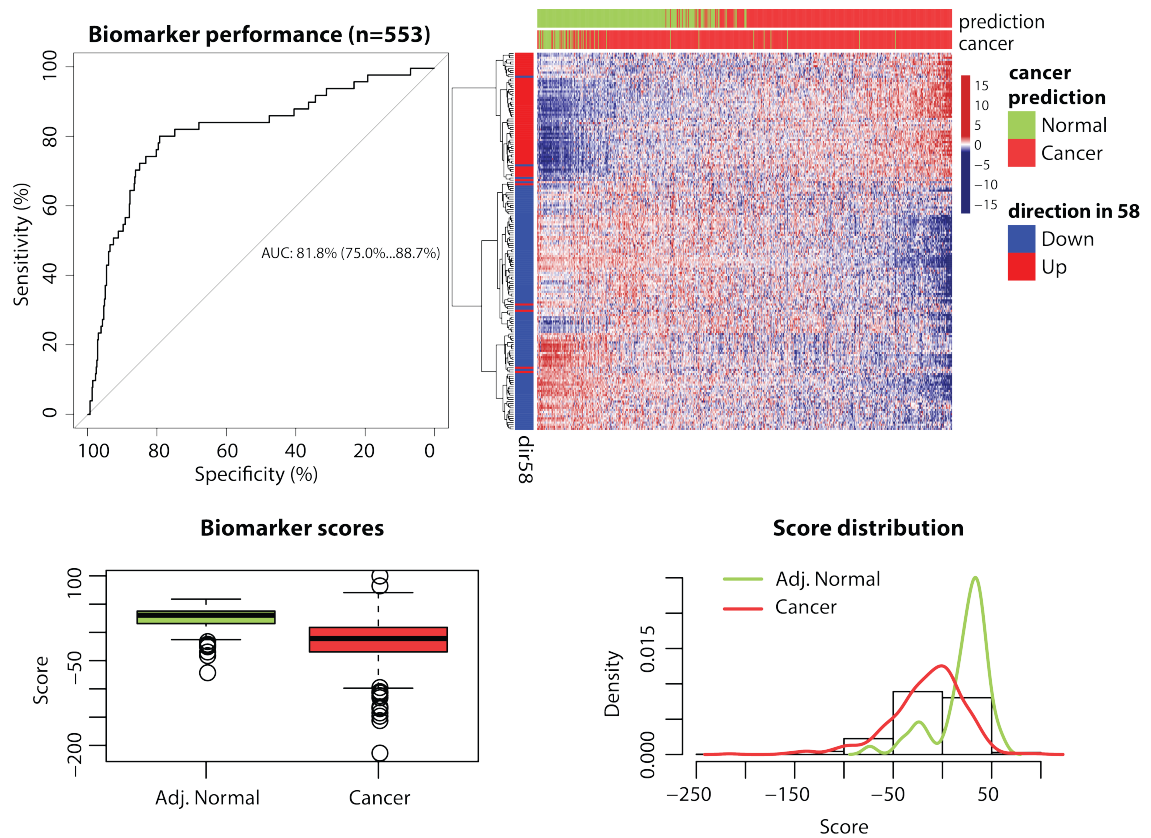 Biomarker performance (n=553)
100
80
60
40
20
0
Sensitivity (%)
AUC: 81.8% (75.0%...88.7%)
100 80 60 40 20 0
Specificity (%)
dir58
prediction
cancer
15
10
5
0
−5
−10
−15
cancer
prediction
Normal
Cancer
direction in 58
Down
Up
Biomarker scores
100
−50
−200
Score
Adj. Normal Cancer
Score distribution
Adj. Normal
Cancer
0.015
0.000
Density
−250 −150 −50 50
Score